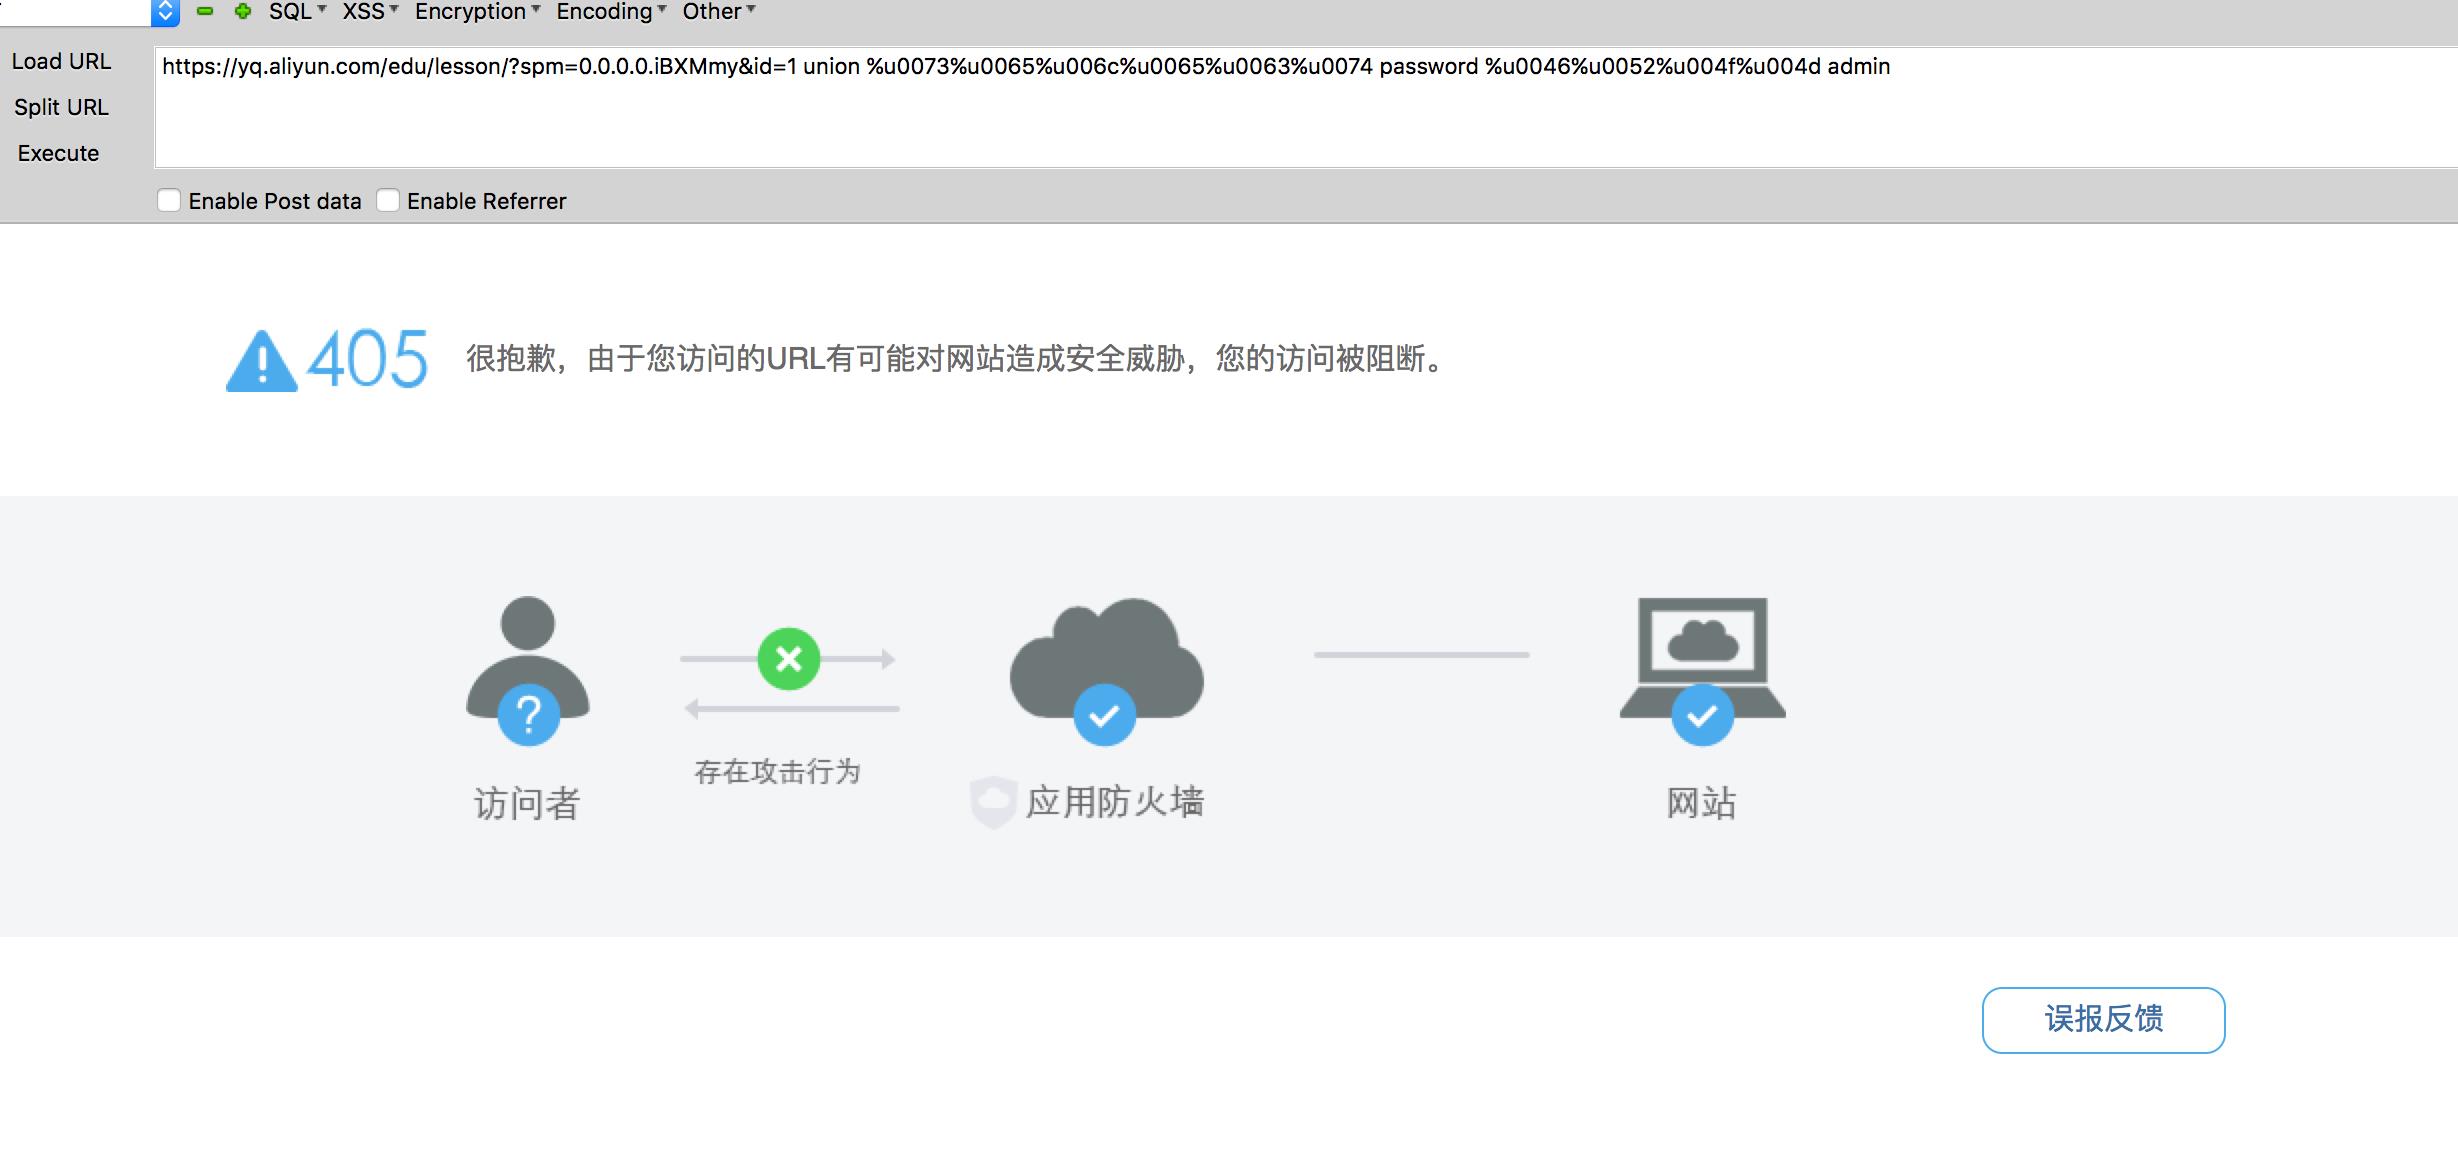 SQL XSS Encryption Encoding Other
Load URL
https://yq.aliyun.com/edu/lesson/?spm=0.0.0.0.iBXMmy&id=1 union %u0073%u0065%u006c%u0065%u0063%u0074 password %u0046%u0052%u004f%u004d admin
Split URL
Execute
Enable Post data Enable Referrer
405 很抱歉，由于您访问的URL有可能对网站造成安全威胁，您的访问被阻断。
存在攻击行为
访问者
应用防火墙
网站
误报反馈